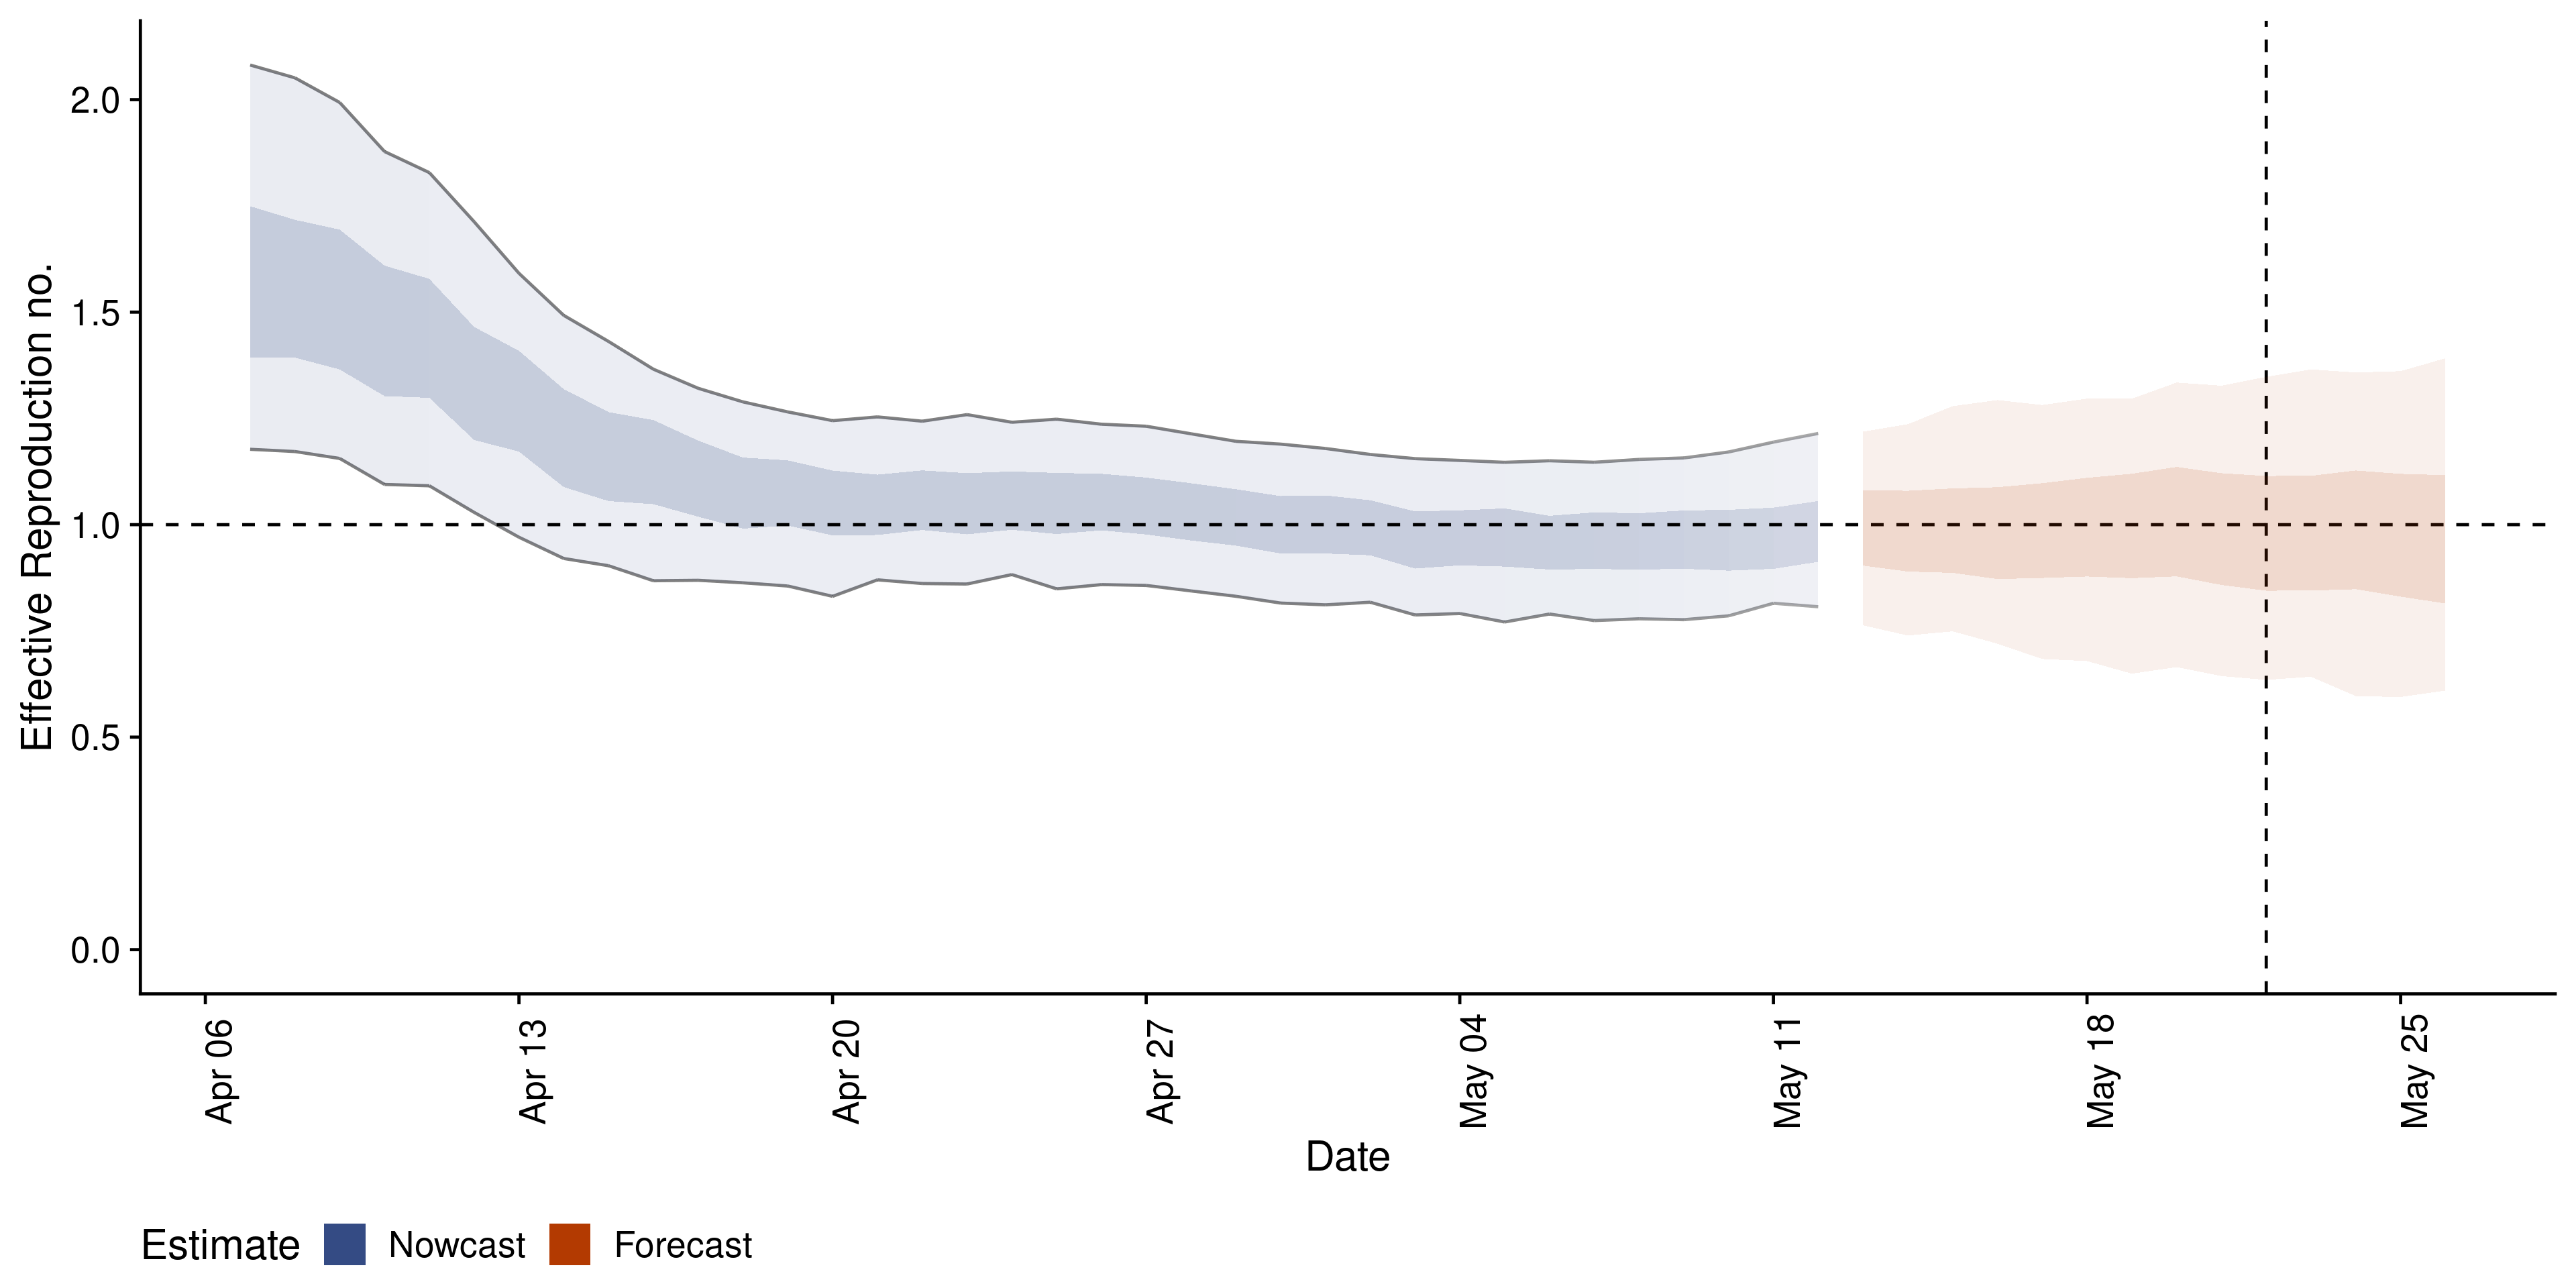 Effective Reproduction no.
2.0
1.5
1.0
0.5
0.0
Apr 06
Apr 13
Apr 20
Apr 27
May 04
May 11
May 18
May 25
Date
Estimate Nowcast Forecast